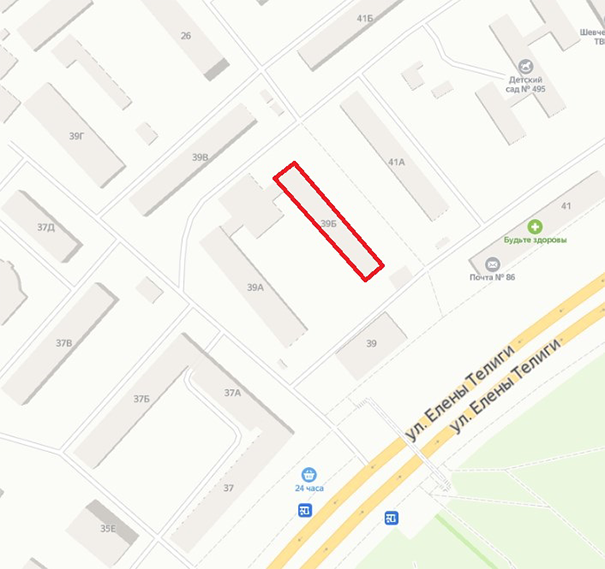 41Б
26
Шевче
ТВ
Детский
сад № 495
39Г
39В
41А
41
37Д
39Б
Будьте здоровы
Почта № 86
39А
37В
39
ул. Елены Телиги
ул. Елены Телиги
37А
37Б
24 часа
37
35Е